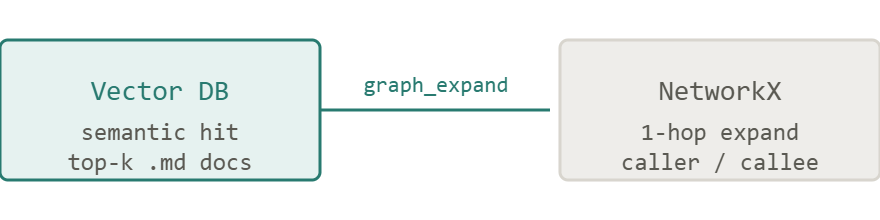 Vector DB
semantic hit
top-k .md docs
graph_expand
NetworkX
1-hop expand
caller / callee